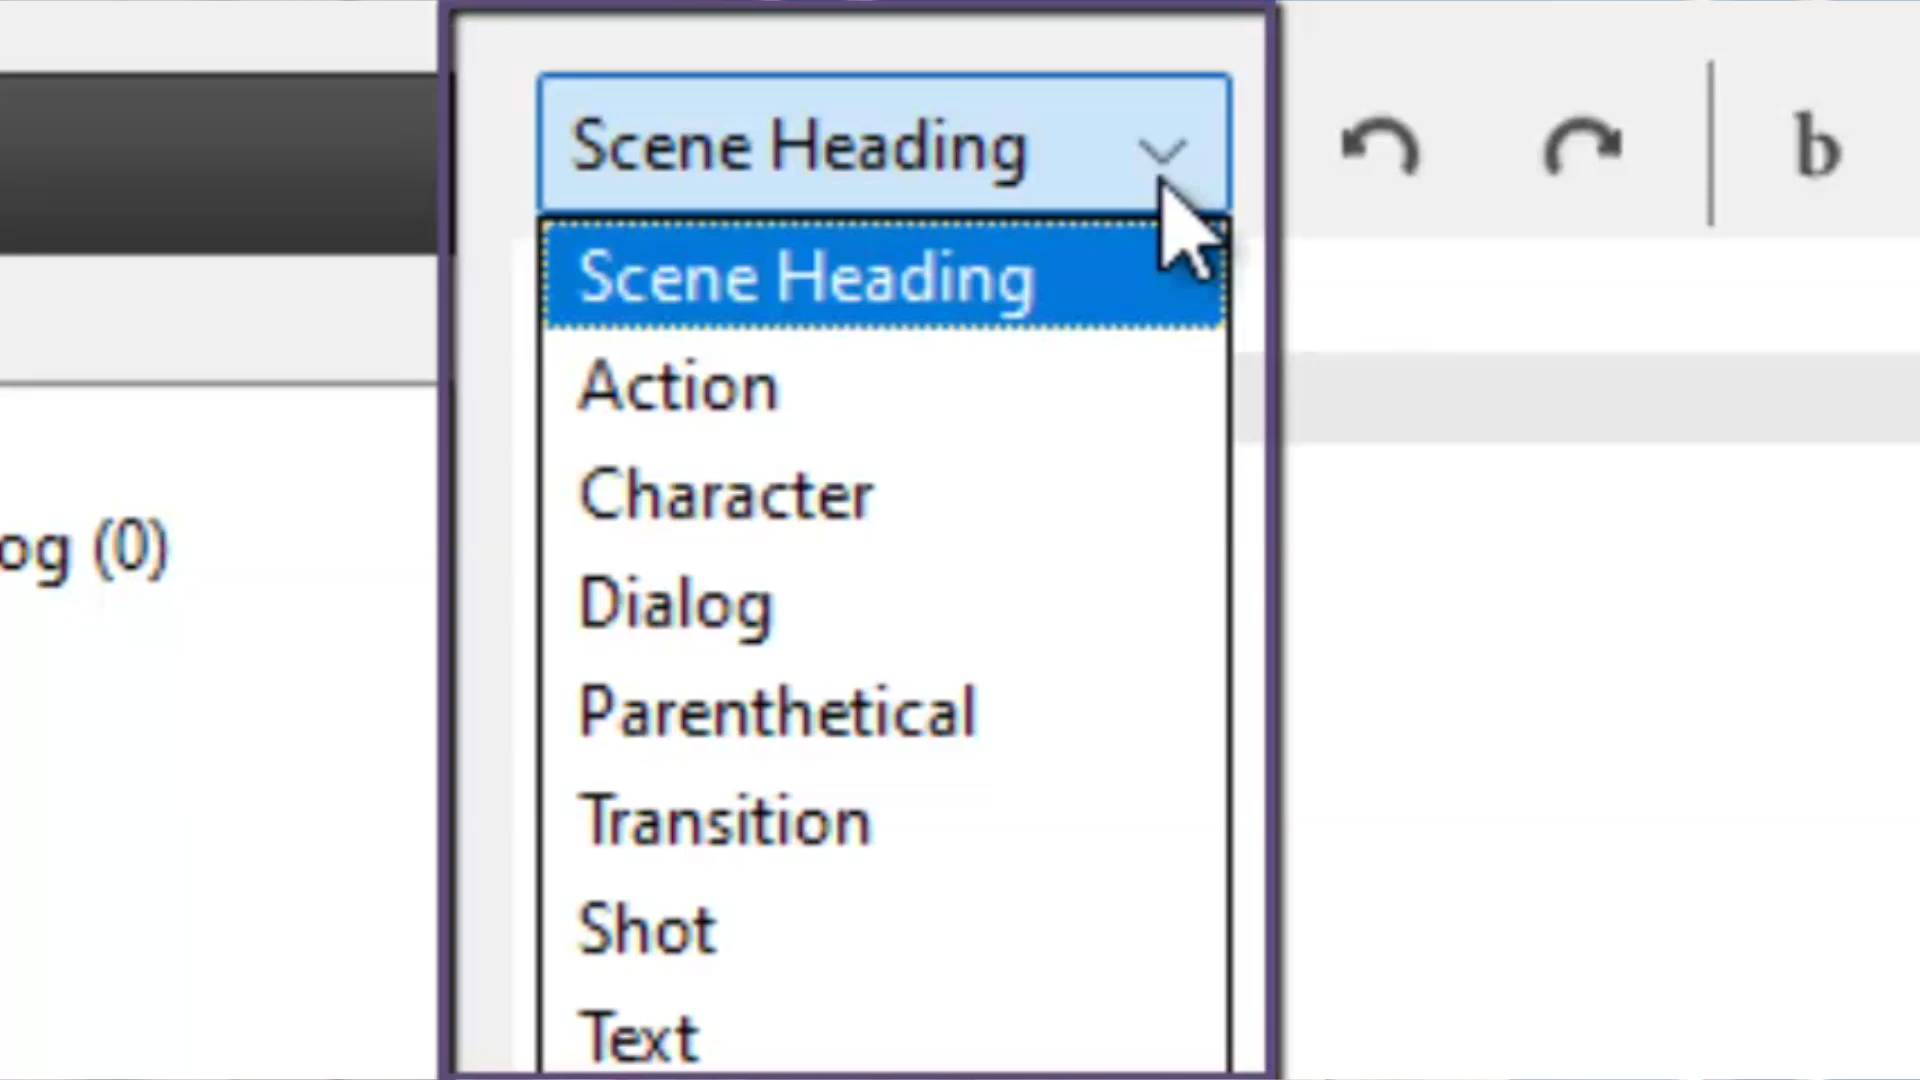 Scene Heading
b
Scene Heading
Action
Character
og (0)
Dialog
Parenthetical
Transition
Shot
Text